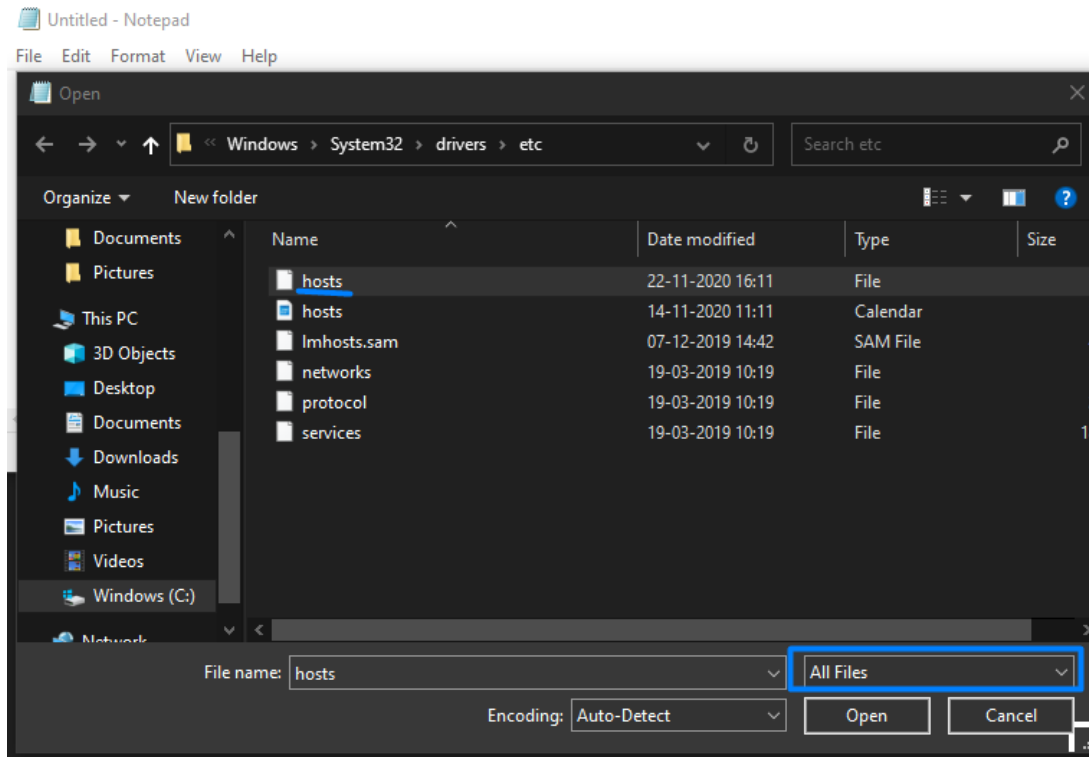 Untitled - Notepad
File Edit Format View Help
Open
« Windows > System32 > drivers > etc
Search etc
Organize New folder
?
Name Date modified Type Size
Documents
Pictures
This PC
3D Objects
Desktop
Documents
Downloads
Music
Pictures
Videos
Windows (C:)
Network
hosts 22-11-2020 16:11 File
hosts 14-11-2020 11:11 Calendar
lmhosts.sam 07-12-2019 14:42 SAM File
networks 19-03-2019 10:19 File
protocol 19-03-2019 10:19 File
services 19-03-2019 10:19 File 1
File name: hosts All Files
Encoding: Auto-Detect Open Cancel